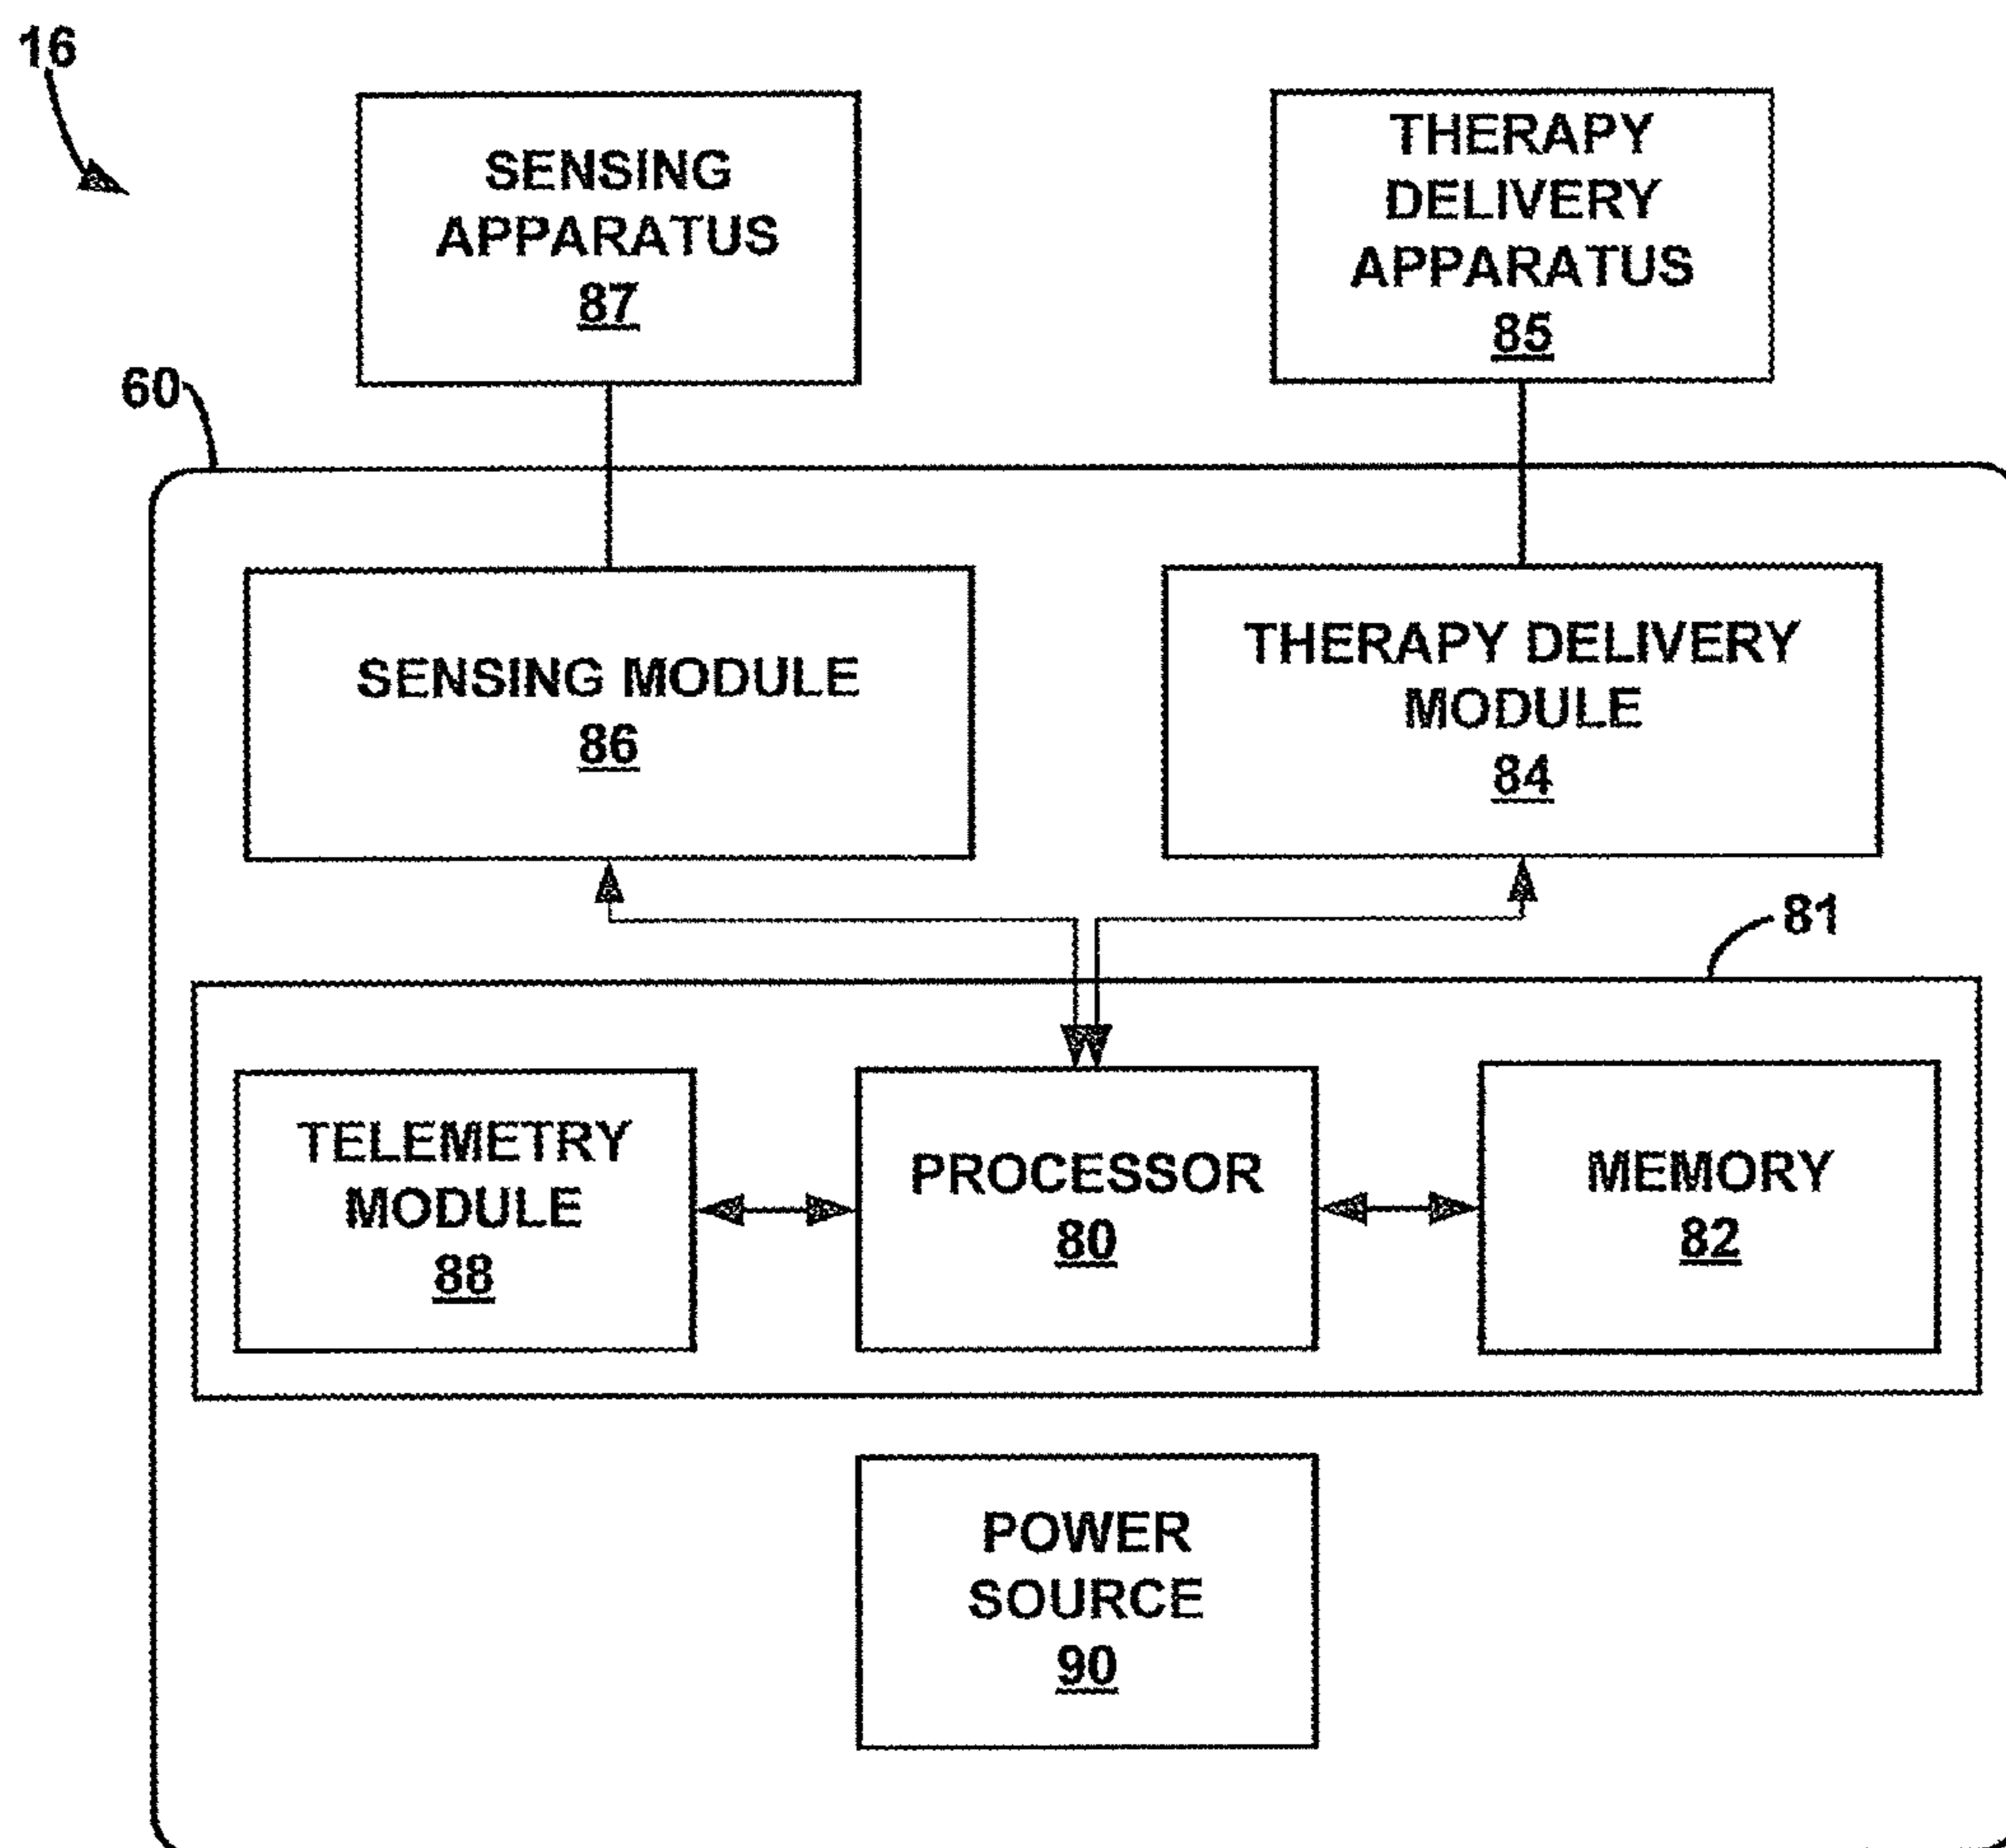 16
SENSING
APPARATUS
87
THERAPY
DELIVERY
APPARATUS
85
60
SENSING MODULE
86
THERAPY DELIVERY
MODULE
84
81
TELEMETRY
MODULE
88
PROCESSOR
80
MEMORY
82
POWER
SOURCE
90